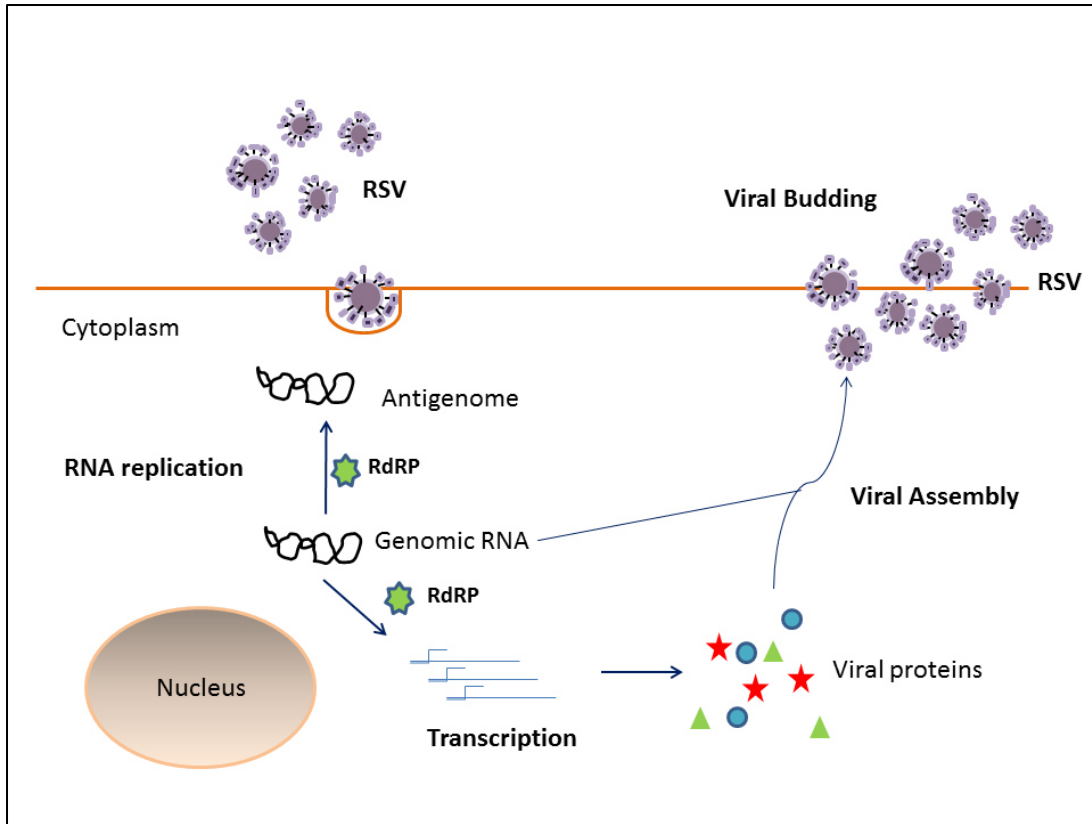 RSV
Viral Budding
RSV
Cytoplasm
Antigenome
RNA replication
RdRP
Viral Assembly
Genomic RNA
RdRP
Nucleus
Viral proteins
Transcription